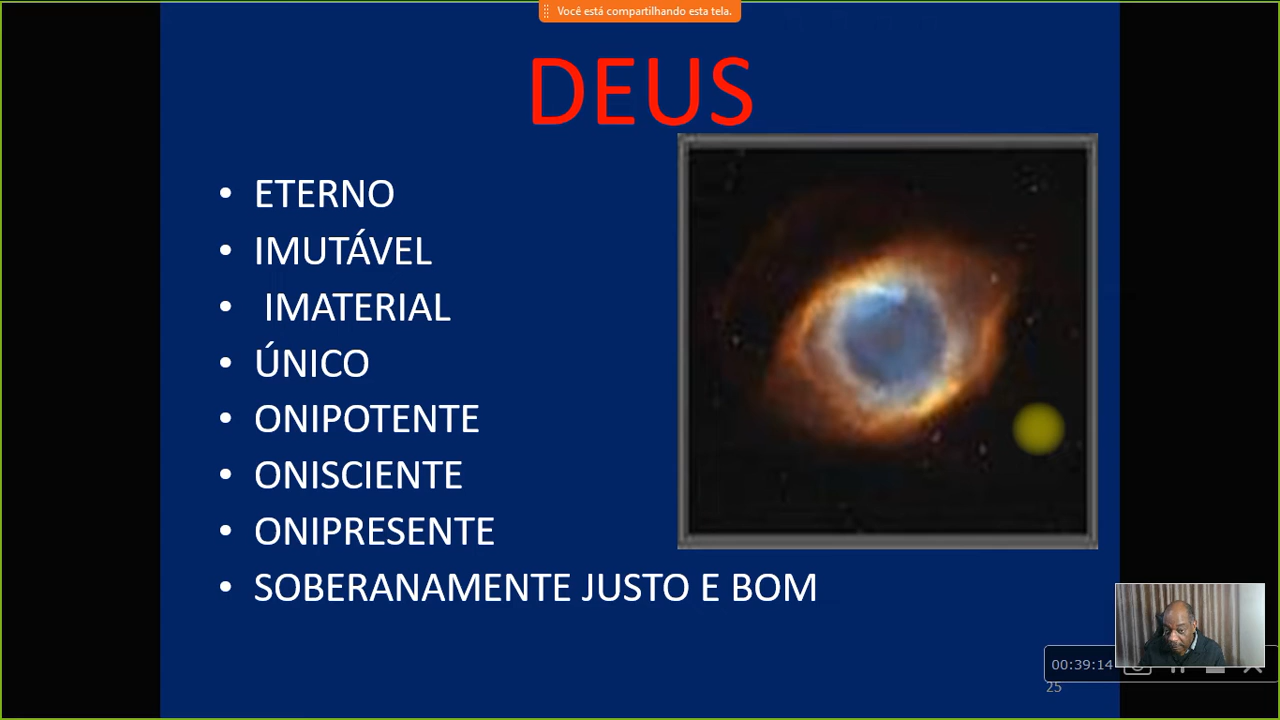 Você está compartilhando esta tela.
DEUS
• ETERNO
• IMUTÁVEL
• IMATERIAL
• ÚNICO
• ONIPOTENTE
• ONISCIENTE
• ONIPRESENTE
• SOBERANAMENTE JUSTO E BOM
00:39:14
25